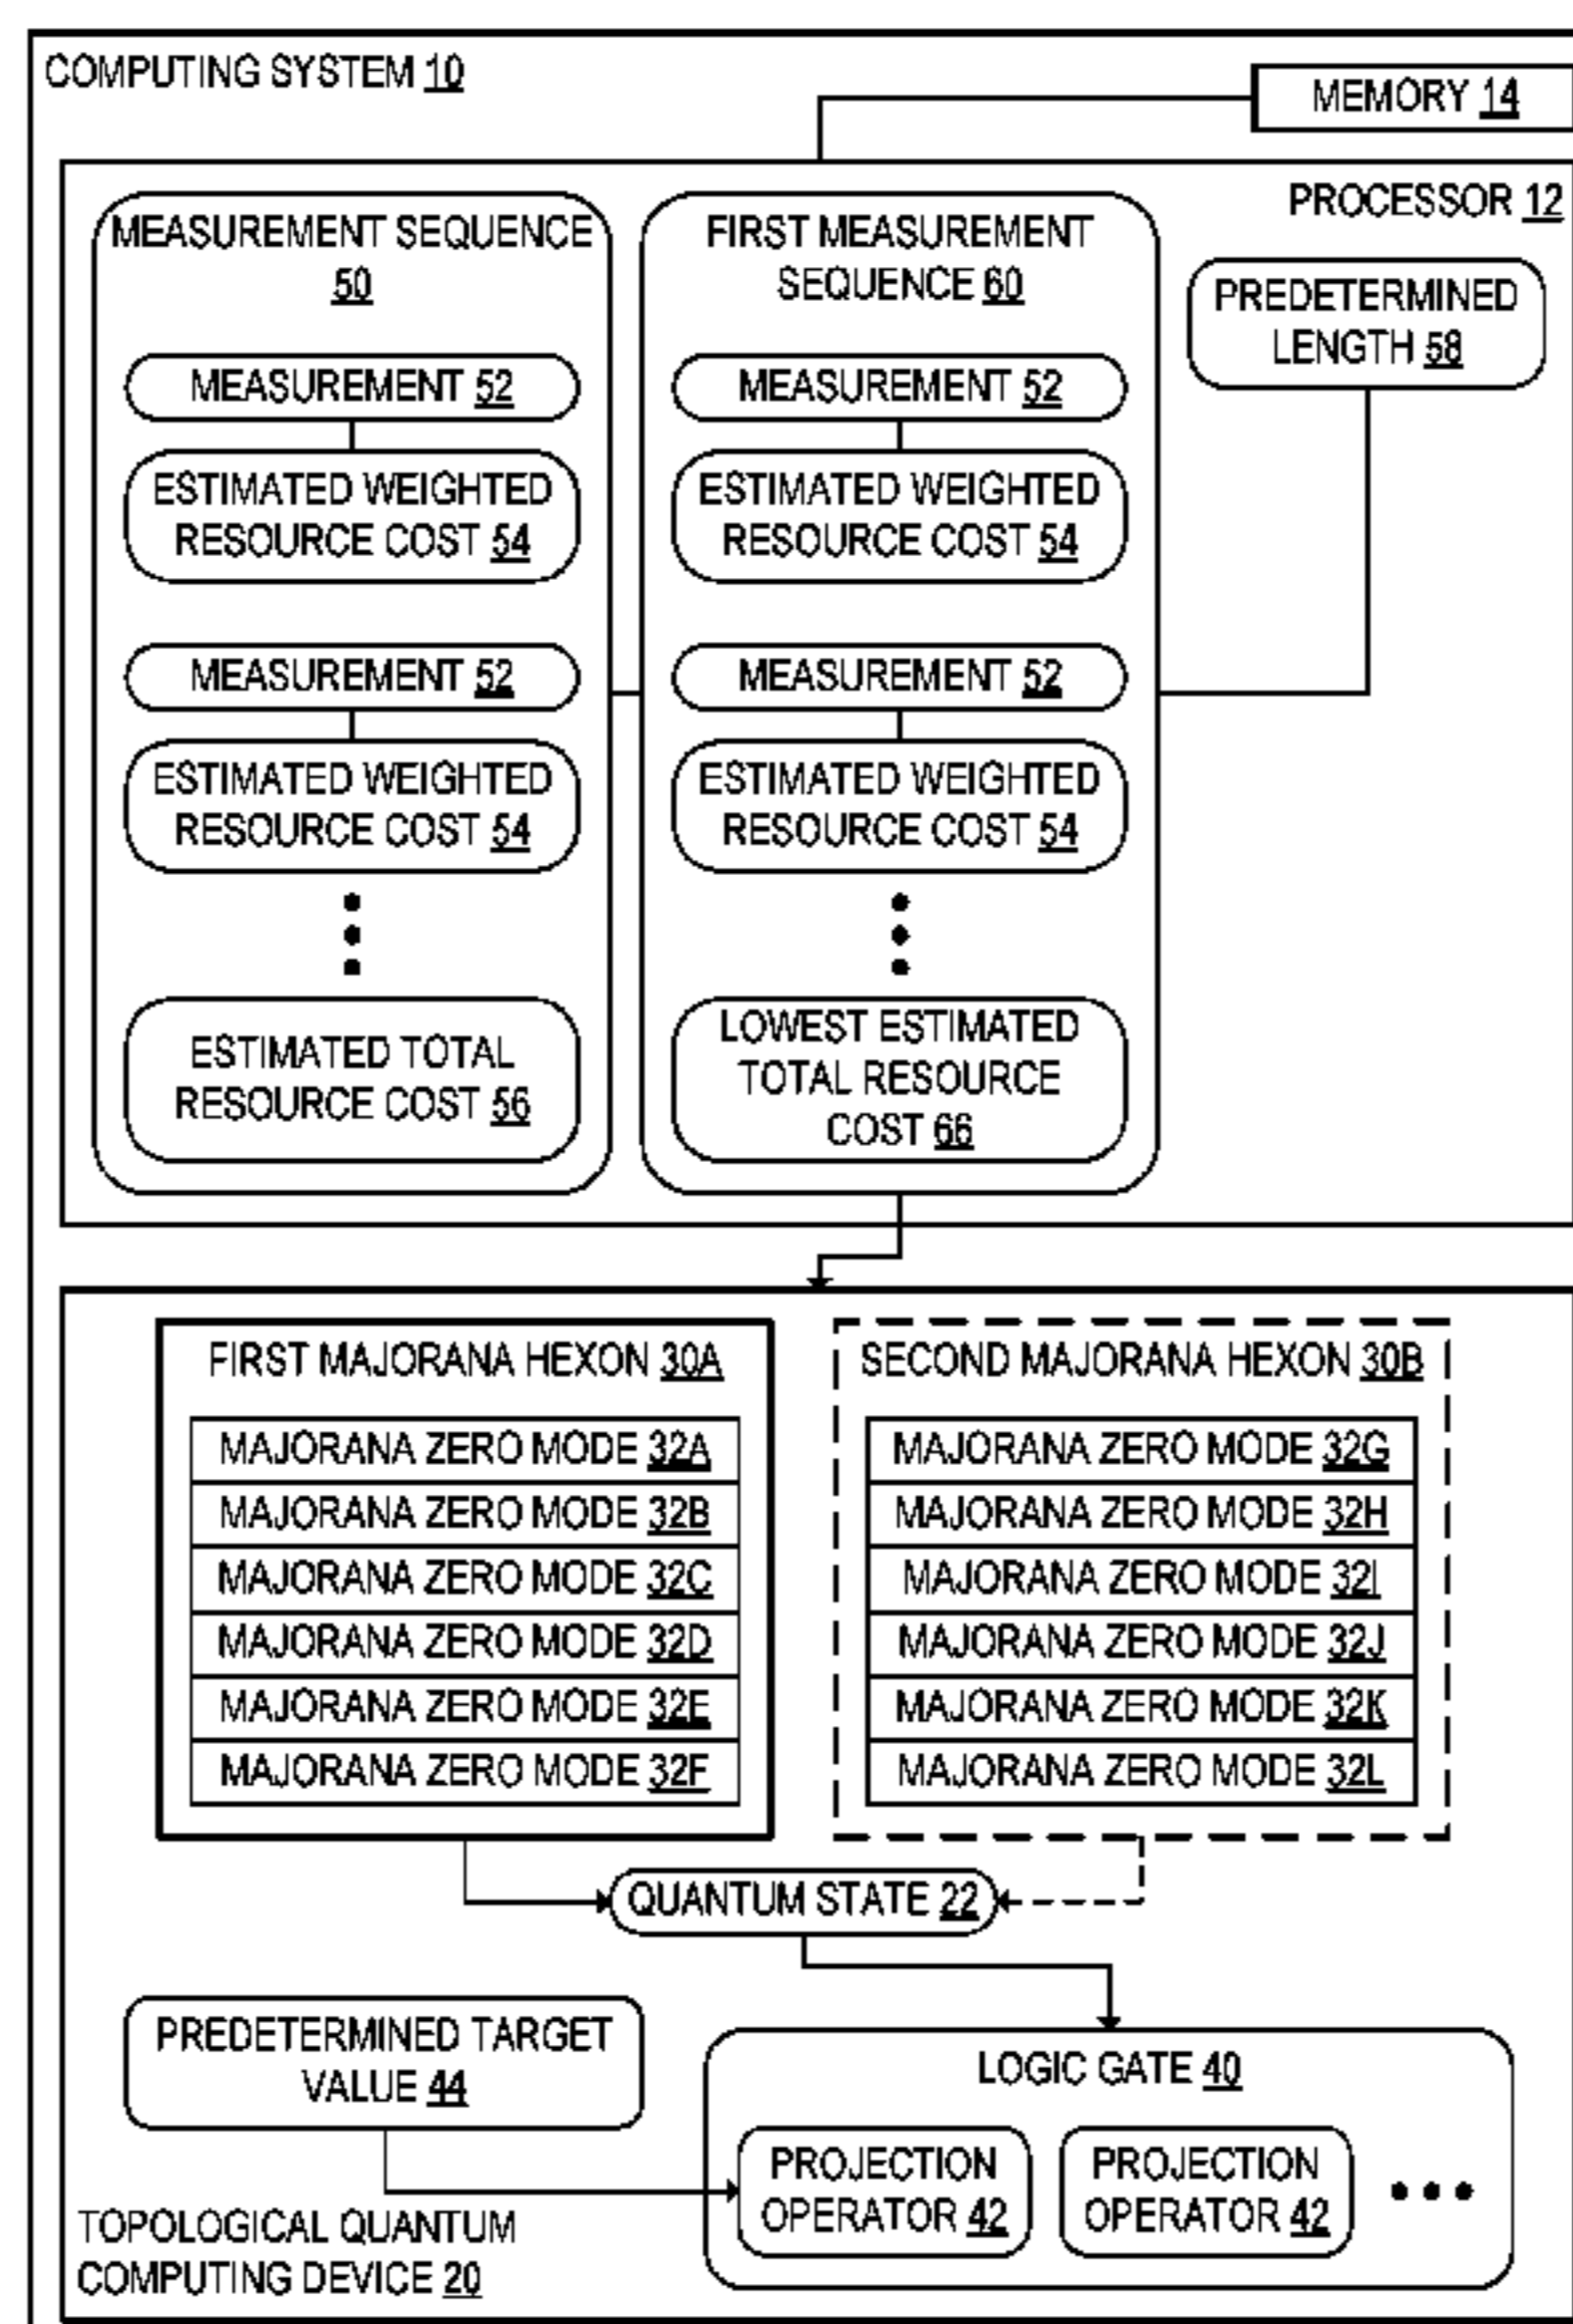 COMPUTING SYSTEM 10
MEMORY 14
PROCESSOR 12
MEASUREMENT SEQUENCE
50
MEASUREMENT 52
ESTIMATED WEIGHTED
RESOURCE COST 54
MEASUREMENT 52
ESTIMATED WEIGHTED
RESOURCE COST 54
ESTIMATED TOTAL
RESOURCE COST 56
FIRST MEASUREMENT
SEQUENCE 60
MEASUREMENT 52
ESTIMATED WEIGHTED
RESOURCE COST 54
MEASUREMENT 52
ESTIMATED WEIGHTED
RESOURCE COST 54
LOWEST ESTIMATED
TOTAL RESOURCE
COST 66
PREDETERMINED
LENGTH 58
FIRST MAJORANA HEXON 30A
MAJORANA ZERO MODE 32A
MAJORANA ZERO MODE 32B
MAJORANA ZERO MODE 32C
MAJORANA ZERO MODE 32D
MAJORANA ZERO MODE 32E
MAJORANA ZERO MODE 32F
SECOND MAJORANA HEXON 30B
MAJORANA ZERO MODE 32G
MAJORANA ZERO MODE 32H
MAJORANA ZERO MODE 32I
MAJORANA ZERO MODE 32J
MAJORANA ZERO MODE 32K
MAJORANA ZERO MODE 32L
QUANTUM STATE 22
PREDETERMINED TARGET
VALUE 44
LOGIC GATE 40
PROJECTION
OPERATOR 42
PROJECTION
OPERATOR 42
TOPOLOGICAL QUANTUM
COMPUTING DEVICE 20